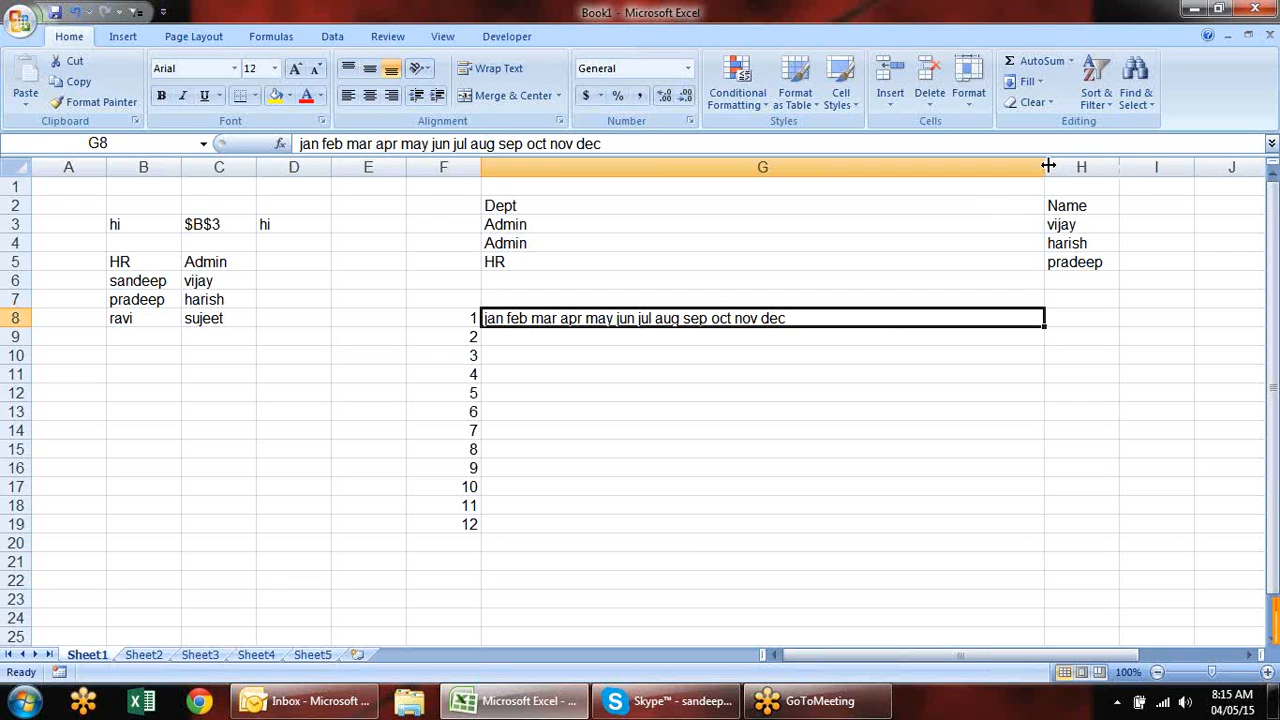 Book1 - Microsoft Excel
Home Insert Page Layout Formulas Data Review View Developer
Paste
Cut
Copy
Format Painter
Clipboard
Arial 12
B I U
Font
Wrap Text
Merge & Center
Alignment
General
$ % ,
Number
Conditional Formatting
Format as Table
Cell Styles
Styles
Insert Delete Format
Cells
AutoSum
Fill
Clear
Sort & Filter
Find & Select
Editing
G8 fx jan feb mar apr may jun jul aug sep oct nov dec
A B C D E F G H I J
1
2 Dept Name
3 hi $B$3 hi Admin vijay
4 Admin harish
5 HR Admin HR pradeep
6 sandeep vijay
7 pradeep harish
8 ravi sujeet 1 jan feb mar apr may jun jul aug sep oct nov dec
9 2
10 3
11 4
12 5
13 6
14 7
15 8
16 9
17 10
18 11
19 12
20
21
22
23
24
25
Sheet1 Sheet2 Sheet3 Sheet4 Sheet5
Ready 100%
Inbox - Microsoft ... Microsoft Excel - ... Skype™ - sandeep... GoToMeeting
8:15 AM
04/05/15